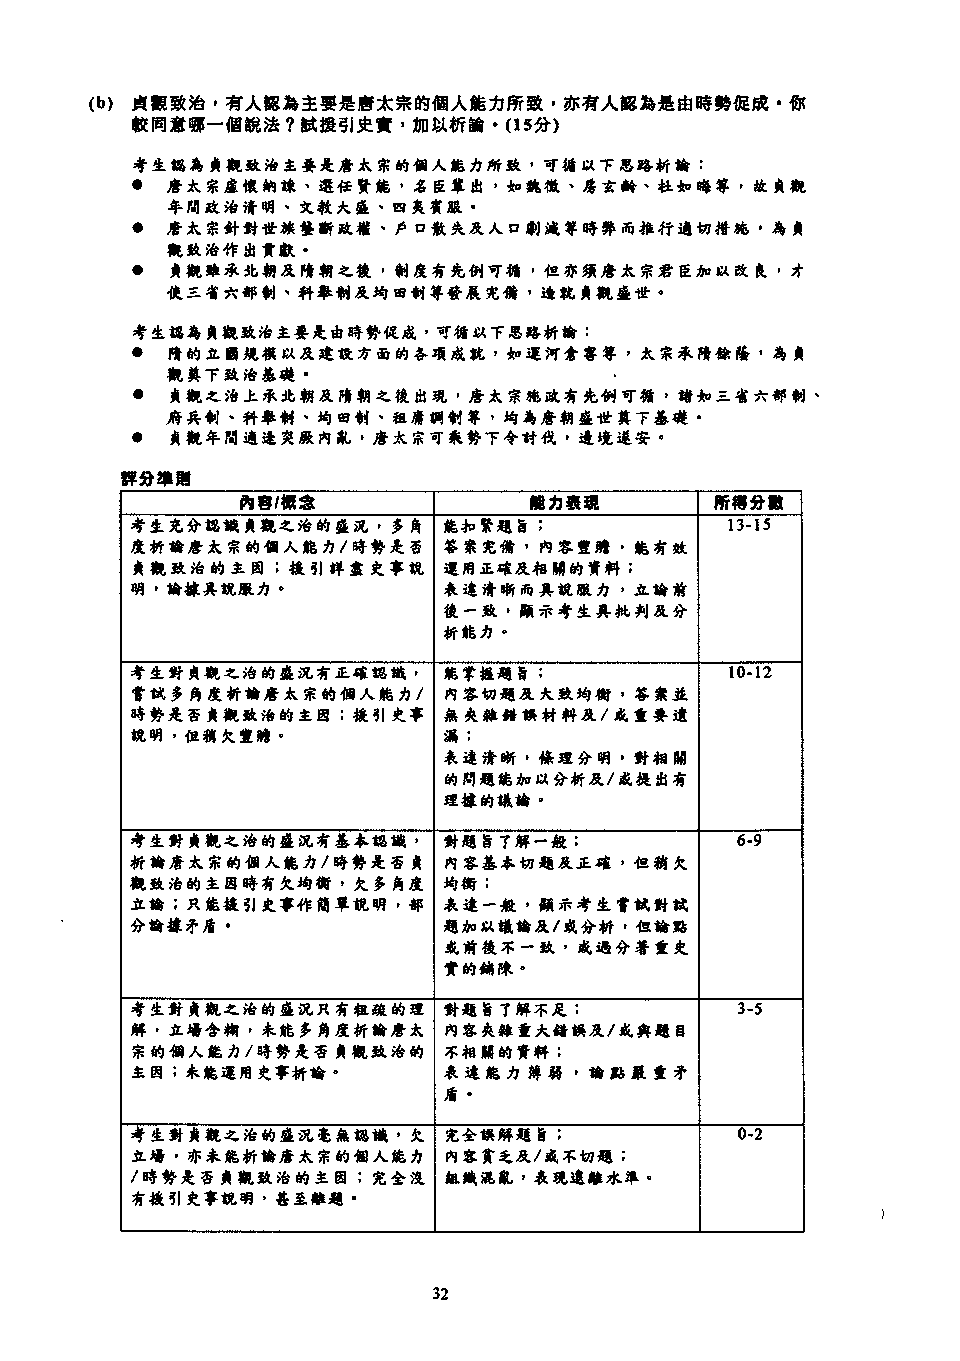 (b) 貞觀致治，有人認為主要是唐太宗的個人能力所致，亦有人認為是由時勢促成。你
較同意哪一個說法？試援引史實，加以析論。(15分)
考生認為貞觀致治主要是唐太宗的個人能力所致，可循以下思路析論：
● 唐太宗虛懷納諫、選任賢能，名臣輩出，如魏徵、房玄齡、杜如晦等，故貞觀
年間政治清明、文教大盛、四夷賓服。
● 唐太宗針對世族壟斷政權、戶口散失及人口劇減等時弊而推行適切措施，為貞
觀致治作出貢獻。
● 貞觀雖承北朝及隋朝之後，制度有先例可循，但亦須唐太宗君臣加以改良，才
使三省六部制、科舉制及均田制等發展完備，造就貞觀盛世。
考生認為貞觀致治主要是由時勢促成，可循以下思路析論：
● 隋的立國規模以及建設方面的各項成就，如運河倉窖等，太宗承隋餘蔭，為貞
觀奠下致治基礎。
● 貞觀之治上承北朝及隋朝之後出現，唐太宗施政有先例可循，諸如三省六部制、
府兵制、科舉制、均田制、租庸調制等，均為唐朝盛世奠下基礎。
● 貞觀年間適逢突厥內亂，唐太宗可乘勢下令討伐，邊境遂安。
評分準則
內容/概念 能力表現 所得分數
考生充分認識貞觀之治的盛況，多角 能扣緊題旨； 13-15
度析論唐太宗的個人能力/時勢是否 答案完備，內容豐贍，能有效
貞觀致治的主因；援引詳盡史事說 運用正確及相關的資料；
明，論據具說服力。 表達清晰而具說服力，立論前
後一致，顯示考生具批判及分
析能力。
考生對貞觀之治的盛況有正確認識， 能掌握題旨； 10-12
嘗試多角度析論唐太宗的個人能力/ 內容切題及大致均衡，答案並
時勢是否貞觀致治的主因；援引史事 無夾雜錯誤材料及/或重要遺
說明，但稍欠豐贍。 漏；
表達清晰，條理分明，對相關
的問題能加以分析及/或提出有
理據的議論。
考生對貞觀之治的盛況有基本認識， 對題旨了解一般； 6-9
析論唐太宗的個人能力/時勢是否貞 內容基本切題及正確，但稍欠
觀致治的主因時有欠均衡，欠多角度 均衡；
立論；只能援引史事作簡單說明，部 表達一般，顯示考生嘗試對試
分論據矛盾。 題加以議論及/或分析，但論點
或前後不一致，或過分著重史
實的鋪陳。
考生對貞觀之治的盛況只有粗疏的理 對題旨了解不足； 3-5
解，立場含糊，未能多角度析論唐太 內容夾雜重大錯誤及/或與題目
宗的個人能力/時勢是否貞觀致治的 不相關的資料；
主因；未能運用史事析論。 表達能力薄弱，論點嚴重矛
盾。
考生對貞觀之治的盛況毫無認識，欠 完全誤解題旨； 0-2
立場，亦未能析論唐太宗的個人能力 內容貧乏及/或不切題；
/時勢是否貞觀致治的主因；完全沒 組織混亂，表現遠離水準。
有援引史事說明，甚至離題。
32